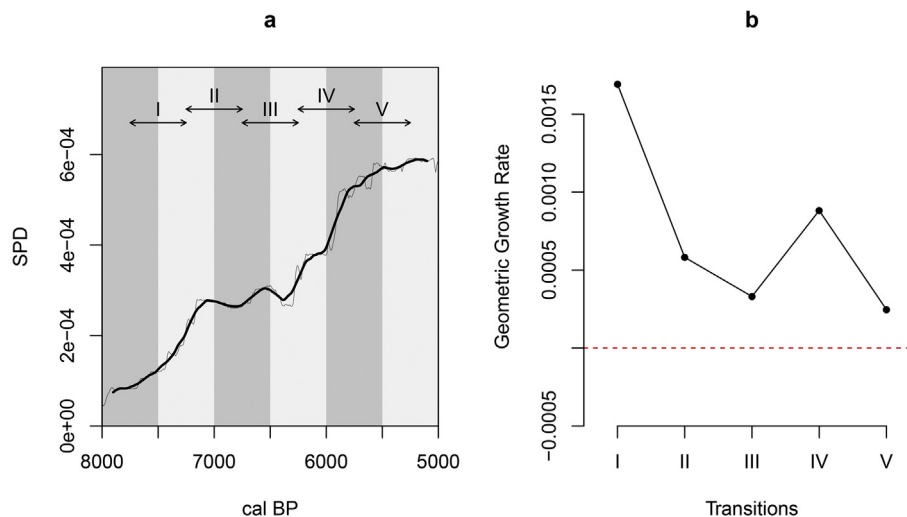 a
I
II
III
IV
V
SPD
6e−04
4e−04
2e−04
0e+00
8000 7000 6000 5000
cal BP
b
Geometric Growth Rate
0.0015
0.0010
0.0005
−0.0005
I II III IV V
Transitions